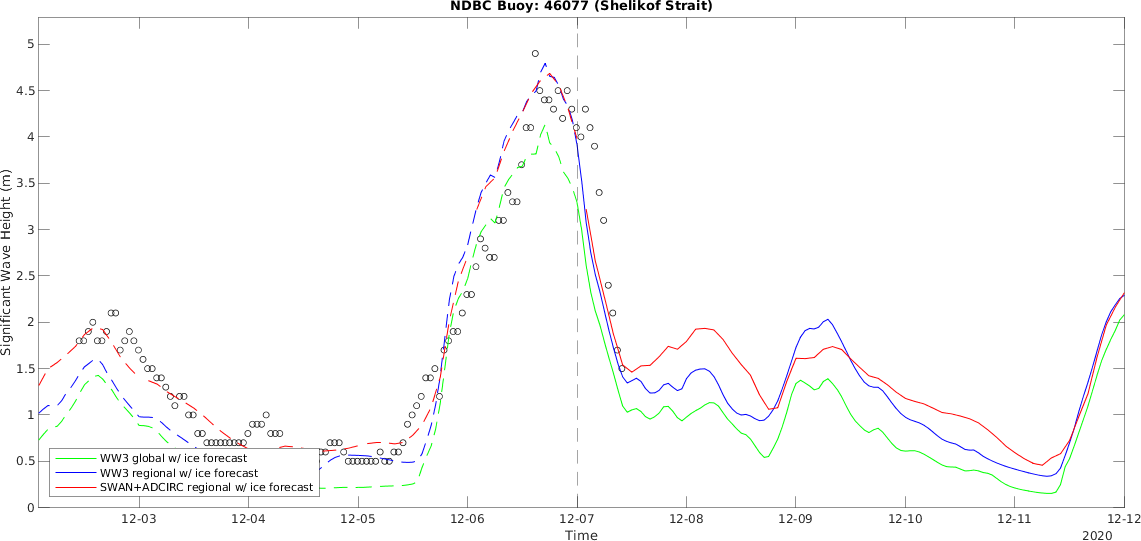 NDBC Buoy: 46077 (Shelikof Strait)
Significant Wave Height (m)
5
4.5
4
3.5
3
2.5
2
1.5
1
0.5
0
WW3 global w/ ice forecast
WW3 regional w/ ice forecast
SWAN+ADCIRC regional w/ ice forecast
12-03 12-04 12-05 12-06 12-07 12-08 12-09 12-10 12-11 12-12
Time
2020